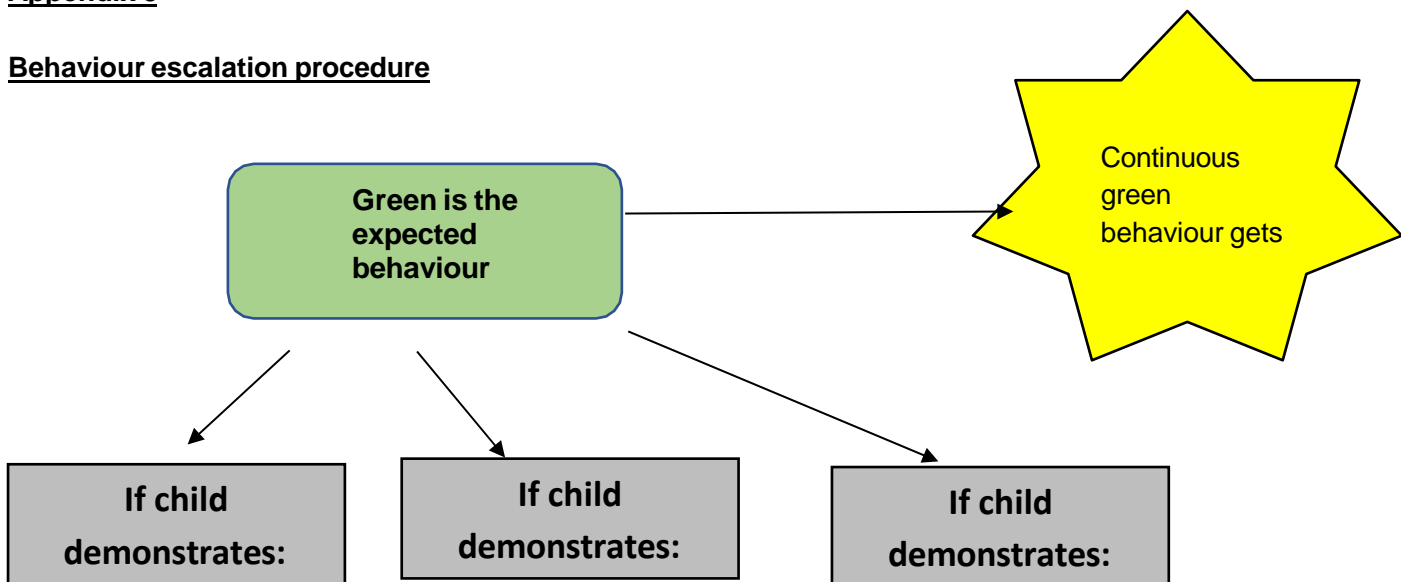 Behaviour escalation procedure
Continuous
green
behaviour gets
Green is the
expected
behaviour
If child
demonstrates:
If child
demonstrates:
If child
demonstrates: